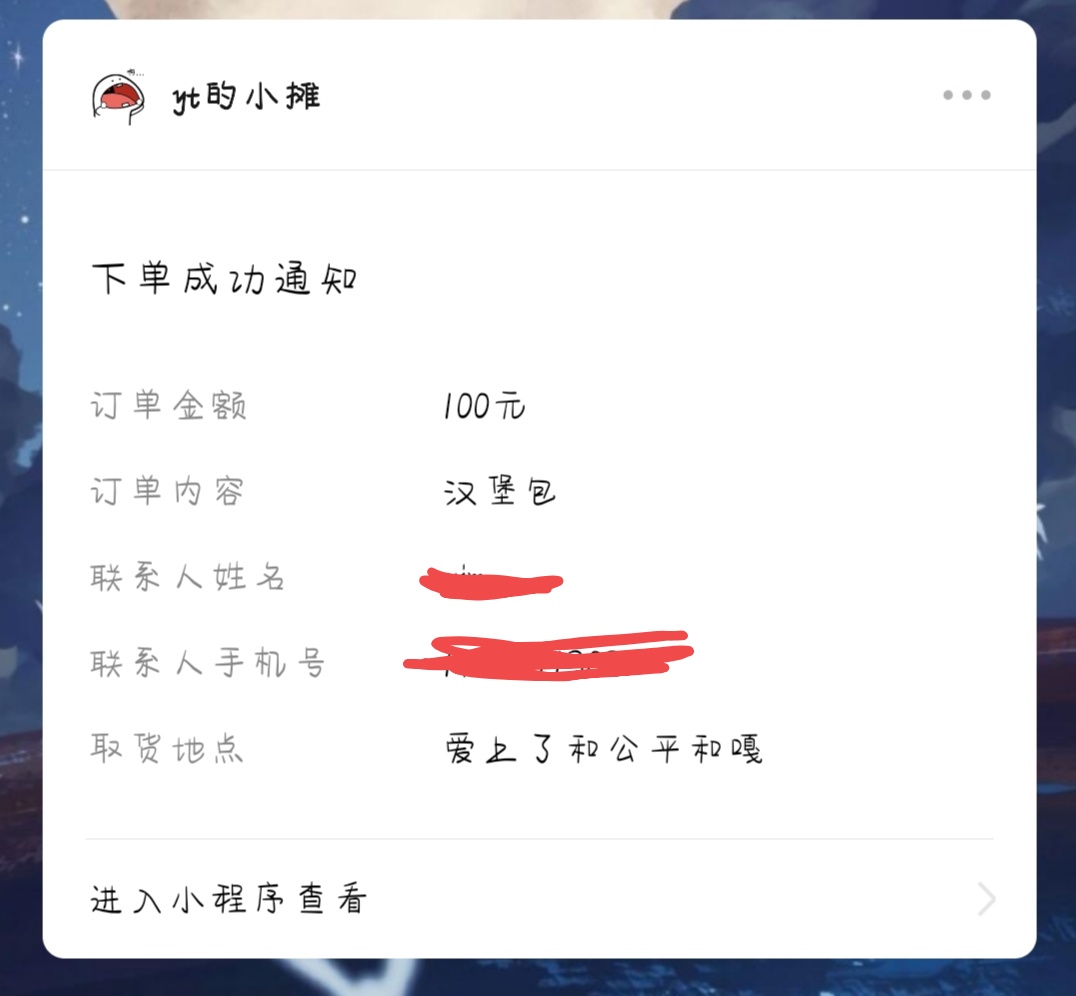 yt的小摊
下单成功通知
订单金额 100元
订单内容 汉堡包
联系人姓名
联系人手机号
取货地点 爱上了和公平和嘎
进入小程序查看